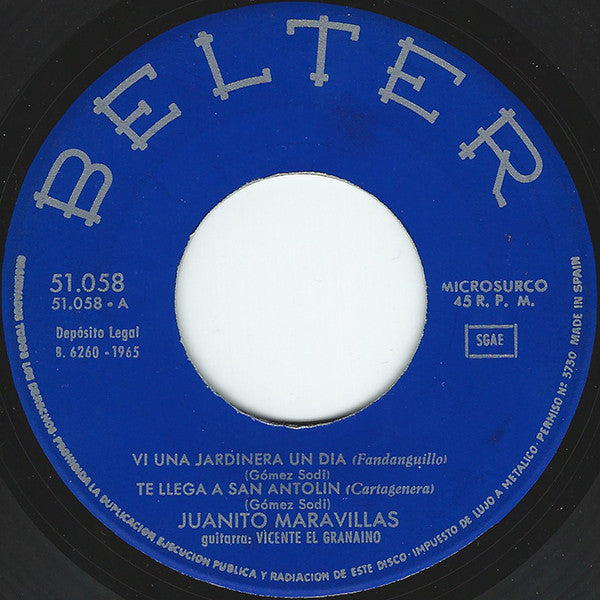 BELTER
51.058
51.058 - A
Depósito Legal
B. 6260 - 1965
MICROSURCO
45 R. P. M.
SGAE
VI UNA JARDINERA UN DIA (Fandanguillo)
(Gómez Sodi)
TE LLEGA A SAN ANTOLIN (Cartagenera)
(Gómez Sodi)
JUANITO MARAVILLAS
guitarra: VICENTE EL GRANAINO
RESERVADOS TODOS LOS DERECHOS · PROHIBIDA LA DUPLICACION EJECUCION PUBLICA Y RADIACION DE ESTE DISCO · IMPUESTO DE LUJO A METALICO · PERMISO Nº 3730 MADE IN SPAIN